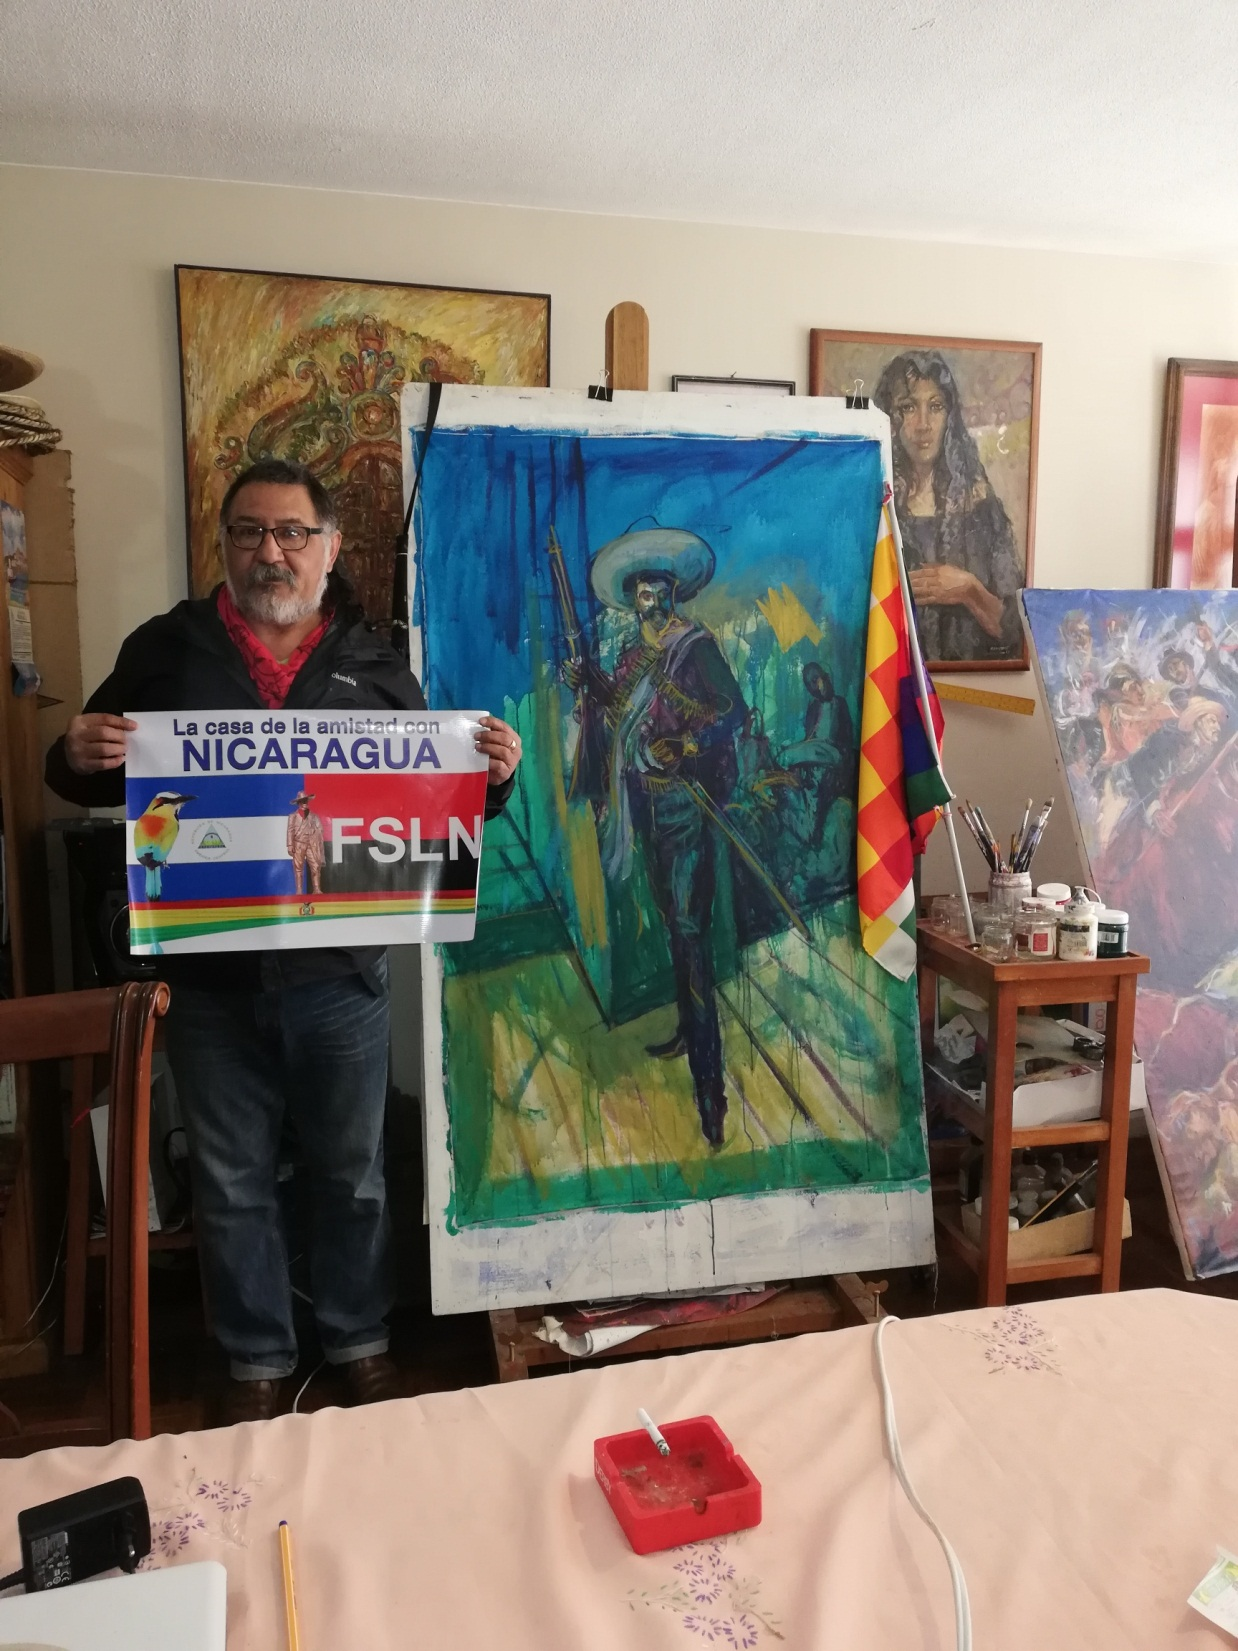 La casa de la amistad con
NICARAGUA
FSLN
Columbia